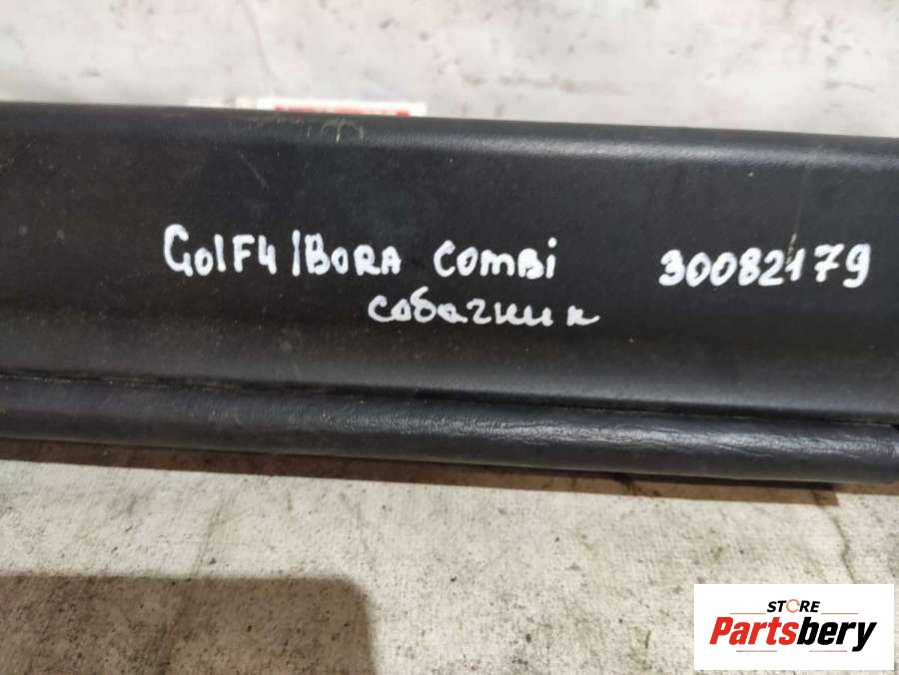 GolF4/BORA COMBi 30082179
собачник
STORE
Partsbery